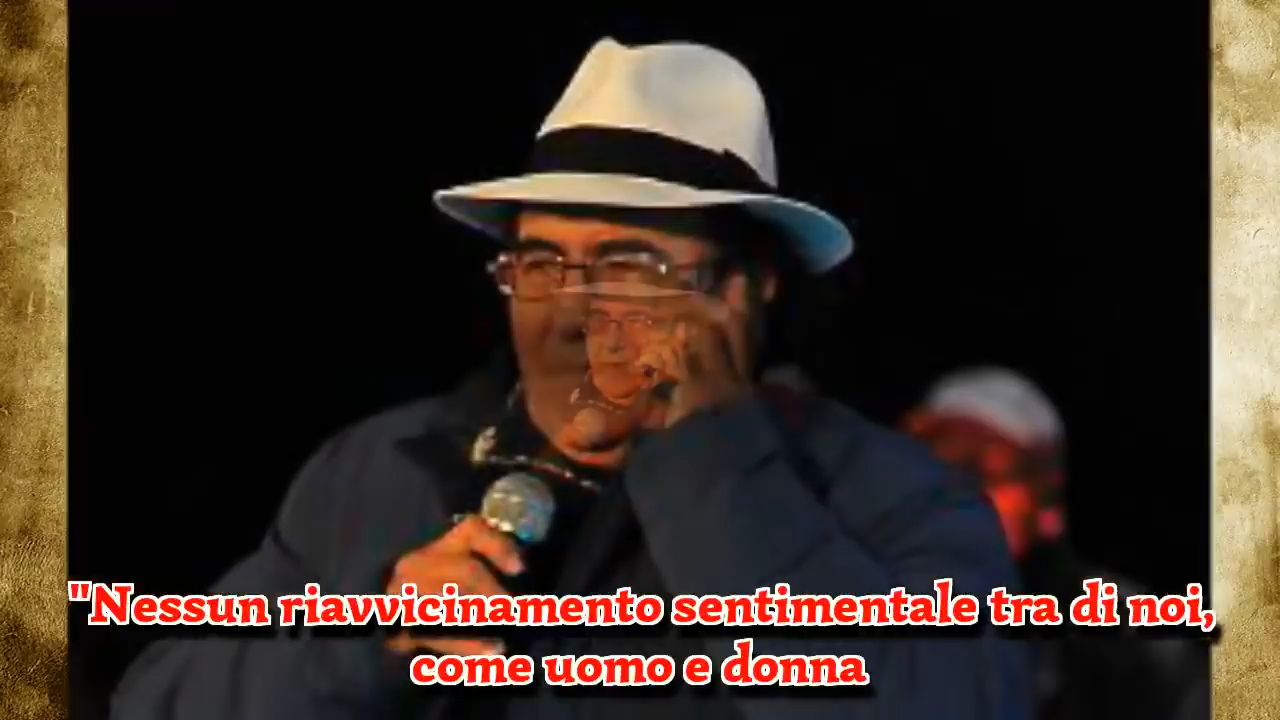 "Nessun riavvicinamento sentimentale tra di noi,
come uomo e donna